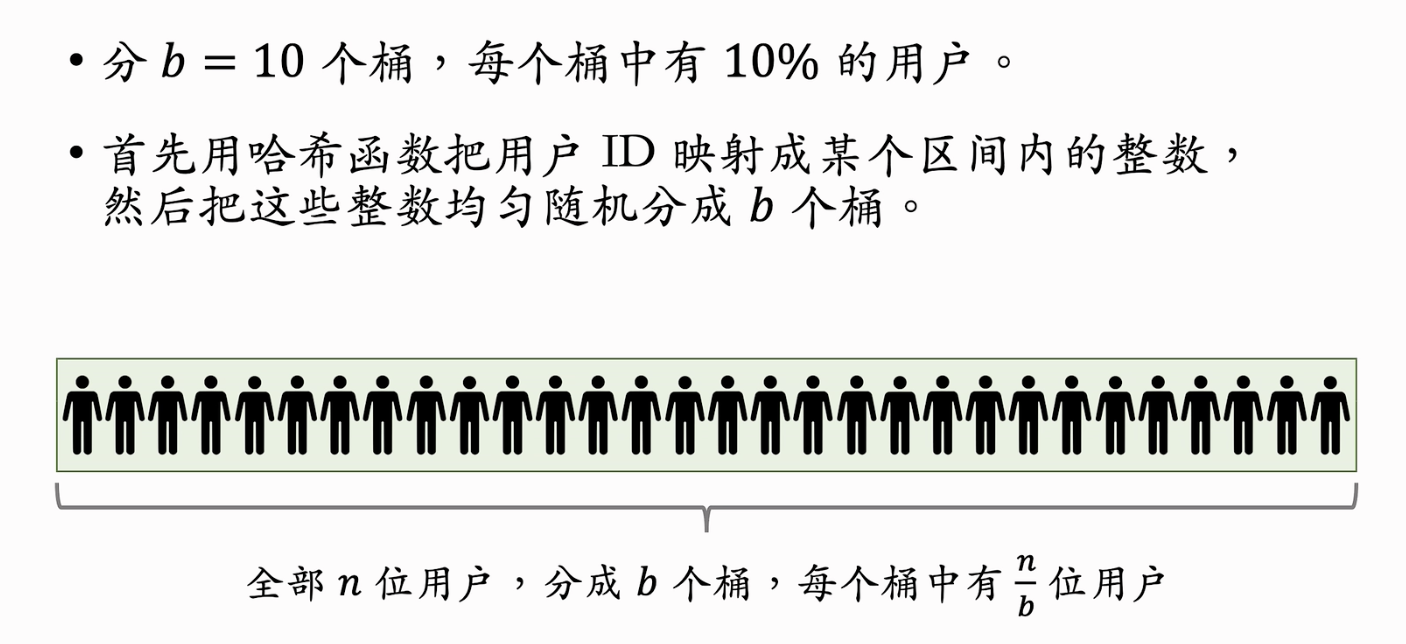 • 分 b = 10 个桶，每个桶中有 10% 的用户。
• 首先用哈希函数把用户 ID 映射成某个区间内的整数，
然后把这些整数均匀随机分成 b 个桶。
全部 n 位用户，分成 b 个桶，每个桶中有 n/b 位用户